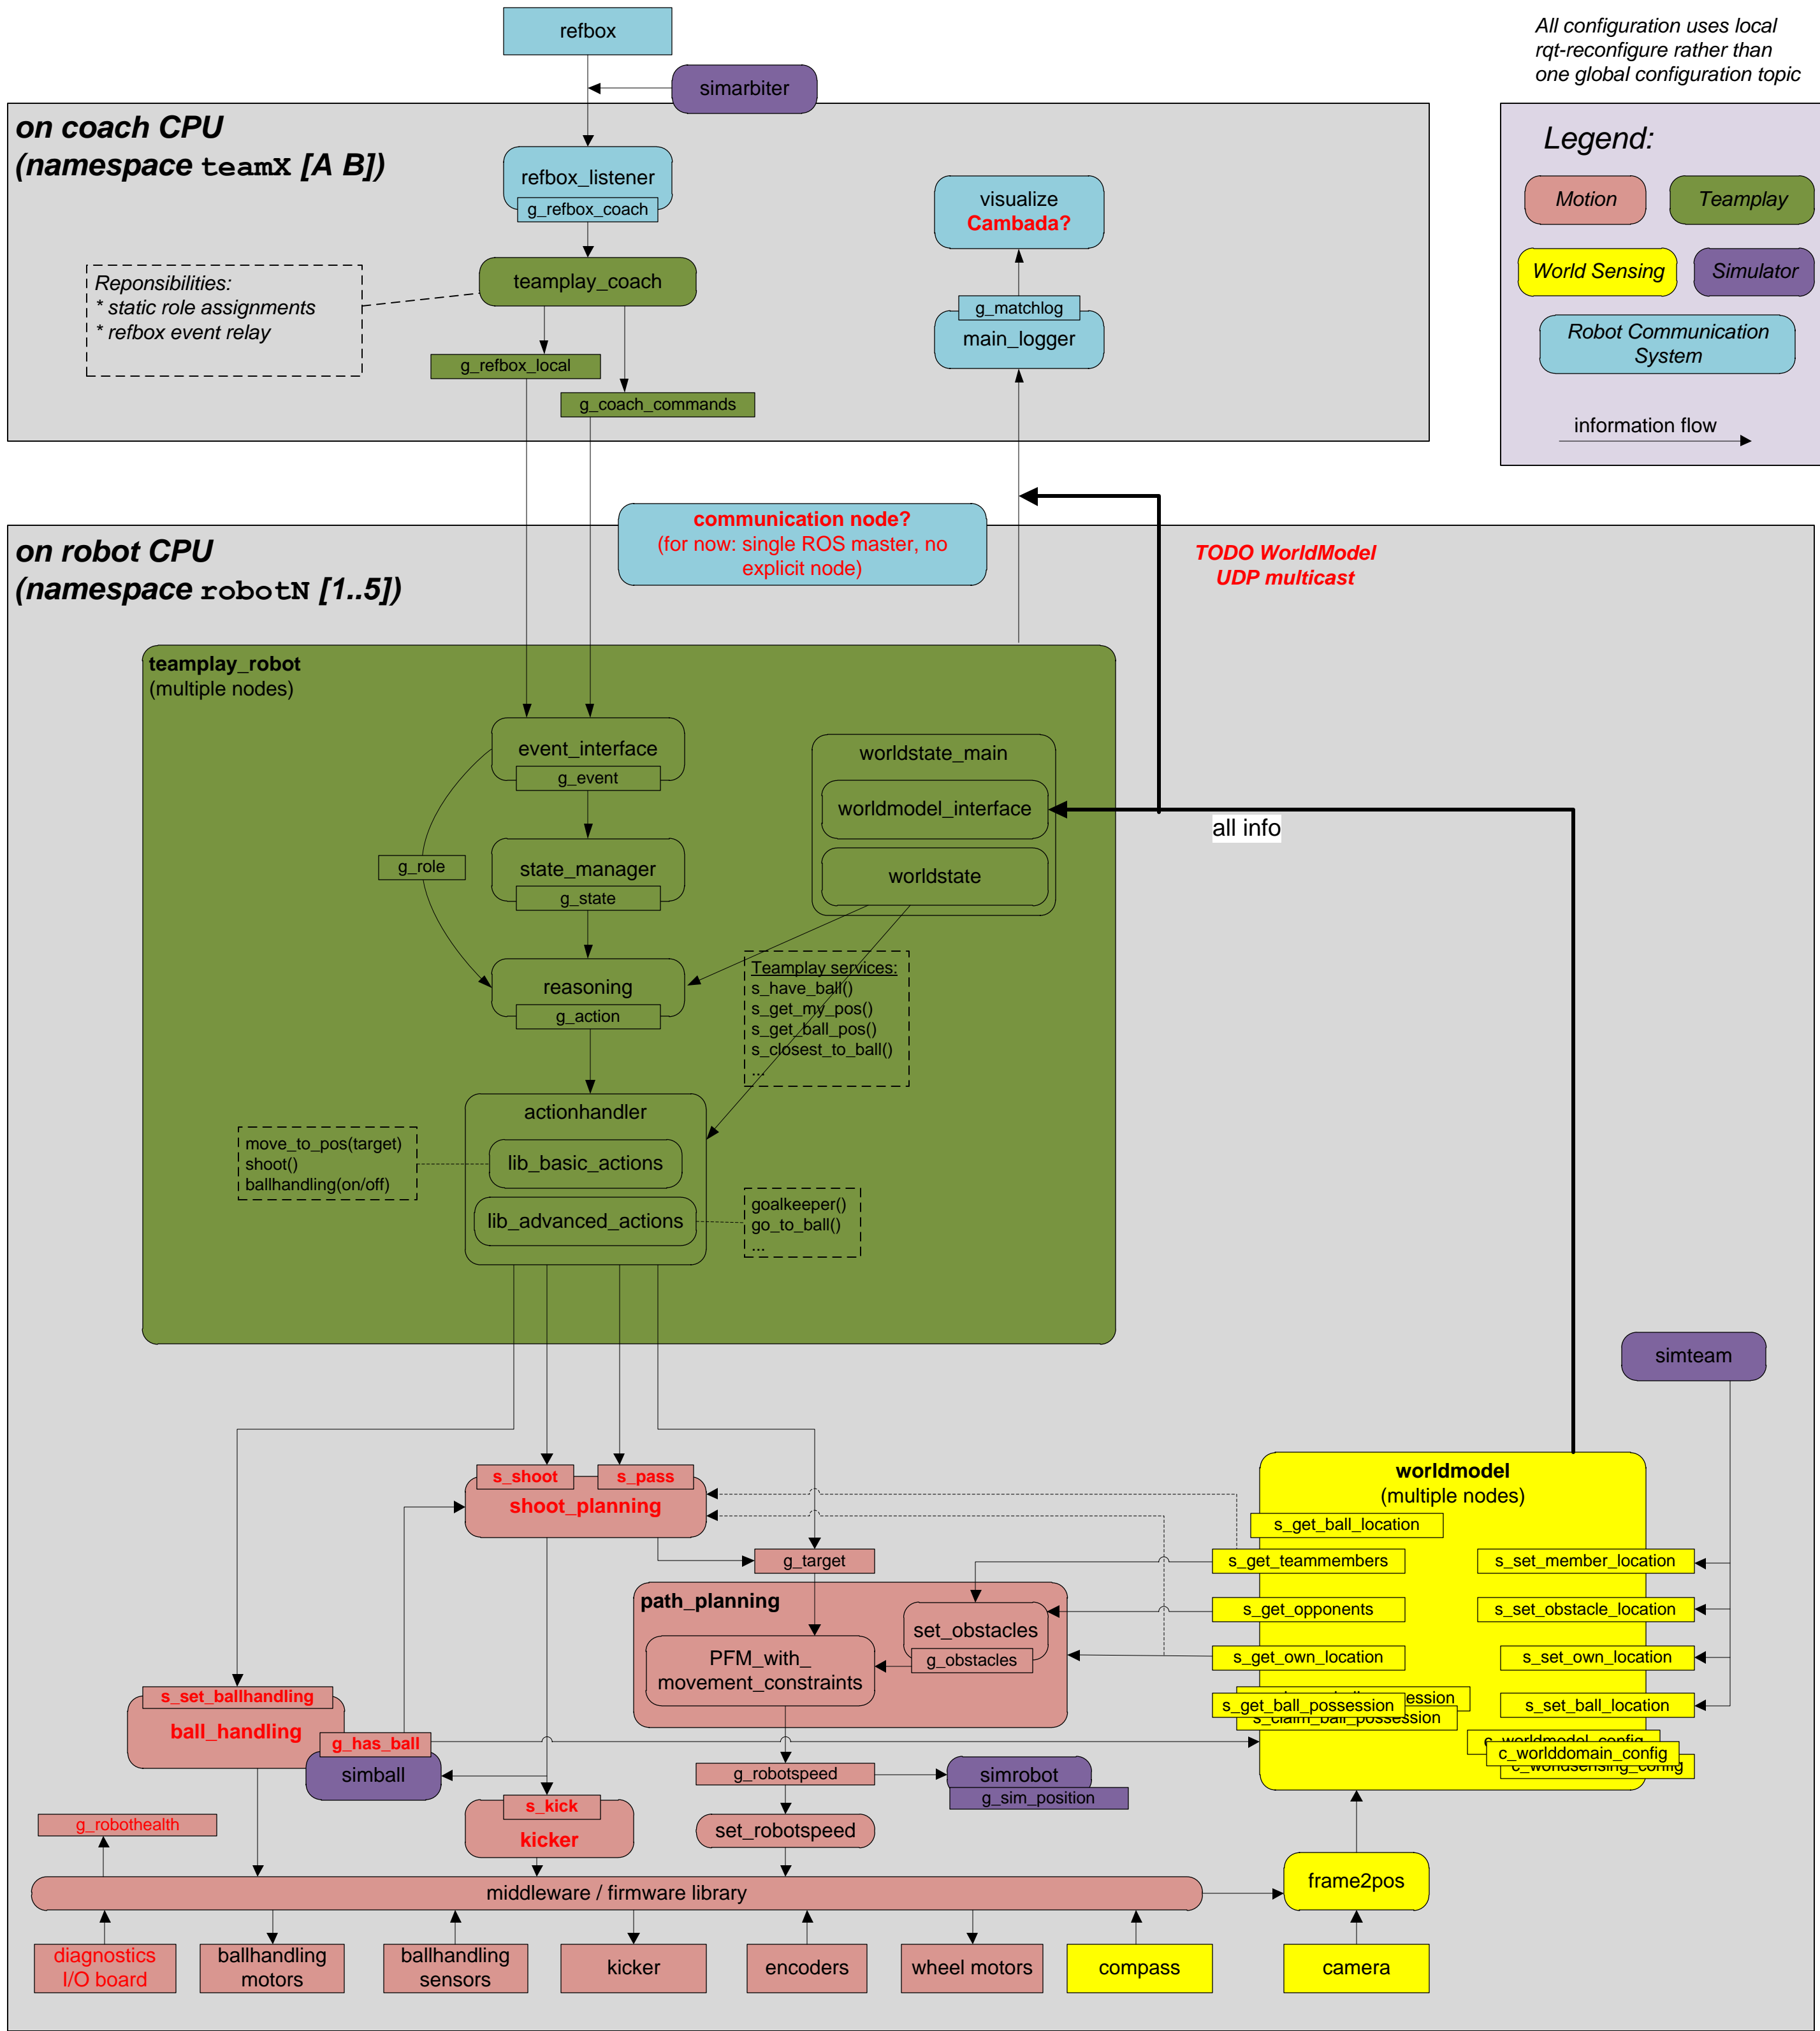 refbox
simarbiter
All configuration uses local
rqt-reconfigure rather than
one global configuration topic
on coach CPU
(namespace teamX [A B])
refbox_listener
g_refbox_coach
visualize
Cambada?
Reponsibilities:
* static role assignments
* refbox event relay
teamplay_coach
g_matchlog
main_logger
g_refbox_local
g_coach_commands
Legend:
Motion
Teamplay
World Sensing
Simulator
Robot Communication
System
information flow
on robot CPU
(namespace robotN [1..5])
communication node?
(for now: single ROS master, no
explicit node)
TODO WorldModel
UDP multicast
teamplay_robot
(multiple nodes)
event_interface
g_event
worldstate_main
worldmodel_interface
worldstate
all info
g_role
state_manager
g_state
reasoning
g_action
Teamplay services:
s_have_ball()
s_get_my_pos()
s_get_ball_pos()
s_closest_to_ball()
...
actionhandler
lib_basic_actions
lib_advanced_actions
move_to_pos(target)
shoot()
ballhandling(on/off)
goalkeeper()
go_to_ball()
...
simteam
s_shoot
s_pass
shoot_planning
g_target
path_planning
set_obstacles
g_obstacles
PFM_with_
movement_constraints
worldmodel
(multiple nodes)
s_get_ball_location
s_get_teammembers
s_set_member_location
s_get_opponents
s_set_obstacle_location
s_get_own_location
s_set_own_location
s_get_ball_possession
ession
s_claim_ball_possession
s_set_ball_location
c_worldmodel_config
c_worlddomain_config
c_worldsensing_config
s_set_ballhandling
ball_handling
g_has_ball
simball
g_robotspeed
simrobot
g_sim_position
s_kick
kicker
set_robotspeed
g_robothealth
middleware / firmware library
frame2pos
diagnostics
I/O board
ballhandling
motors
ballhandling
sensors
kicker
encoders
wheel motors
compass
camera